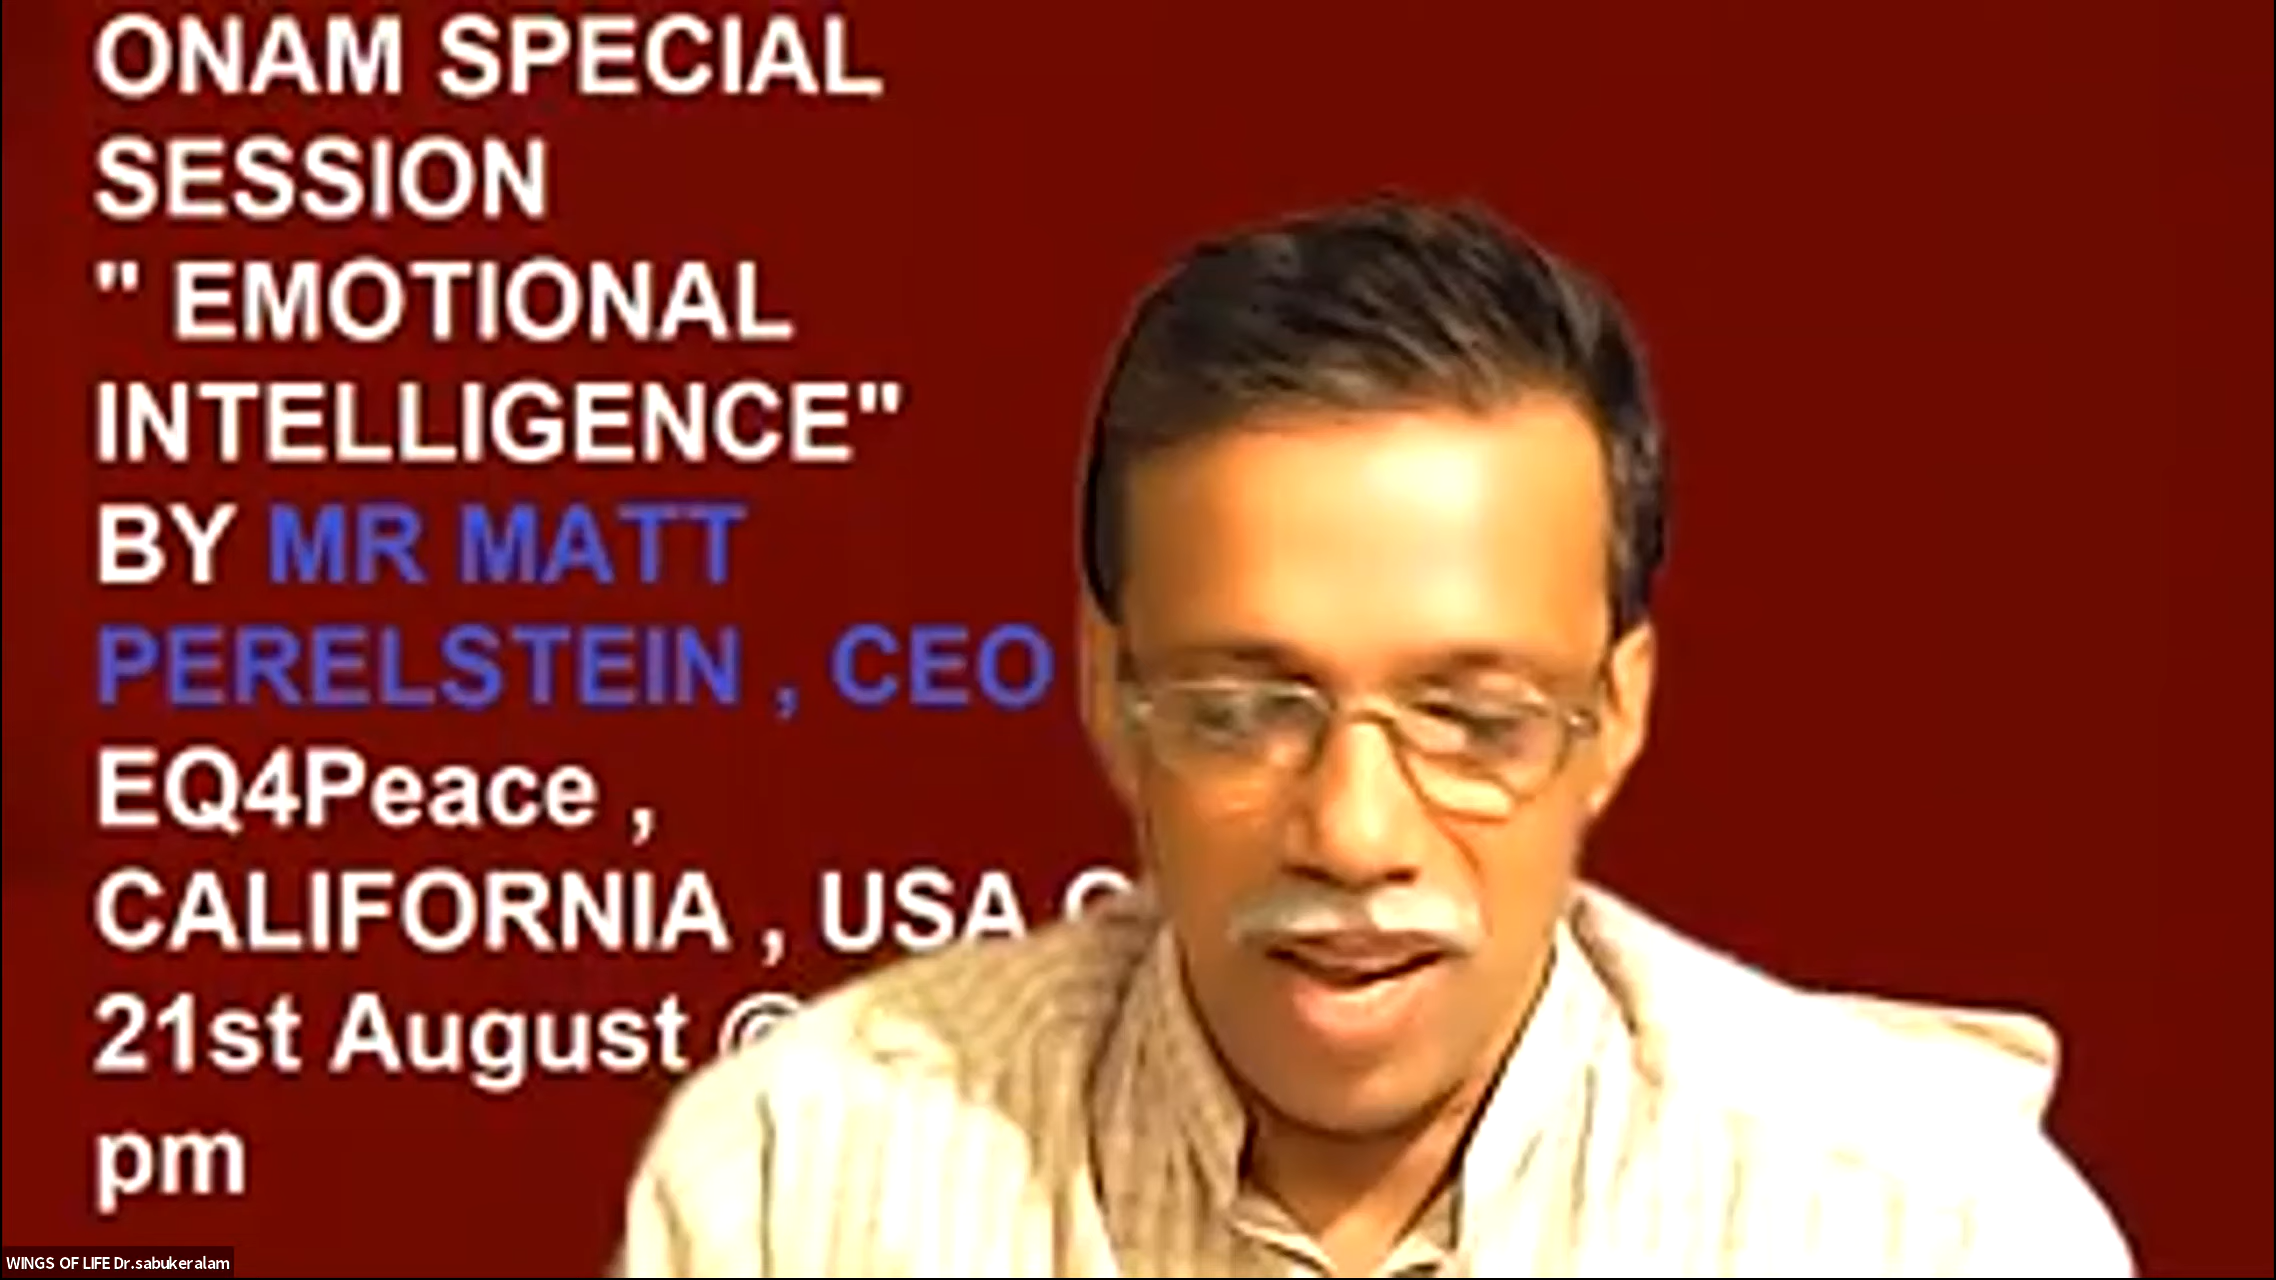 ONAM SPECIAL
SESSION
" EMOTIONAL
INTELLIGENCE"
BY MR MATT
PERELSTEIN , CEO
EQ4Peace ,
CALIFORNIA , USA
21st August @
pm
WINGS OF LIFE Dr.sabukeralam